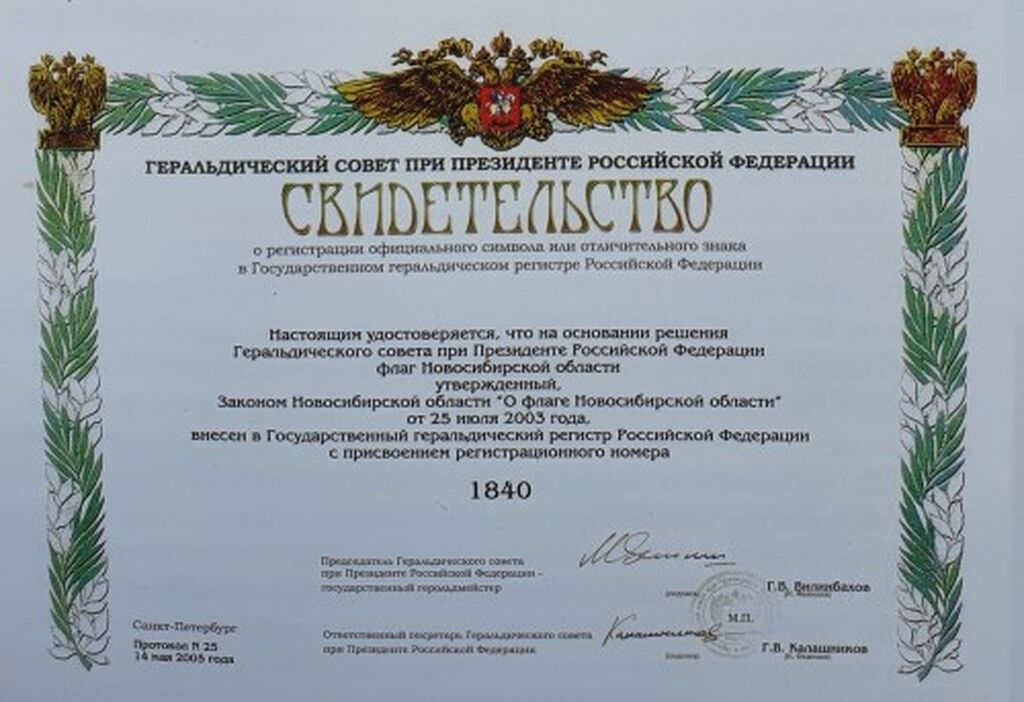 ГЕРАЛЬДИЧЕСКИЙ СОВЕТ ПРИ ПРЕЗИДЕНТЕ РОССИЙСКОЙ ФЕДЕРАЦИИ
СВИДЕТЕЛЬСТВО
о регистрации официального символа или отличительного знака
в Государственном геральдическом регистре Российской Федерации
Настоящим удостоверяется, что на основании решения
Геральдического совета при Президенте Российской Федерации
флаг Новосибирской области
утвержденный,
Законом Новосибирской области "О флаге Новосибирской области"
от 25 июля 2003 года,
внесен в Государственный геральдический регистр Российской Федерации
с присвоением регистрационного номера
1840
Председатель Геральдического совета
при Президенте Российской Федерации -
государственный герольдмейстер
Г.В. Вилинбахов
М.П.
Санкт-Петербург
Протокол N 25
14 мая 2005 года
Ответственный секретарь Геральдического совета
при Президенте Российской Федерации
Г.В. Калашников